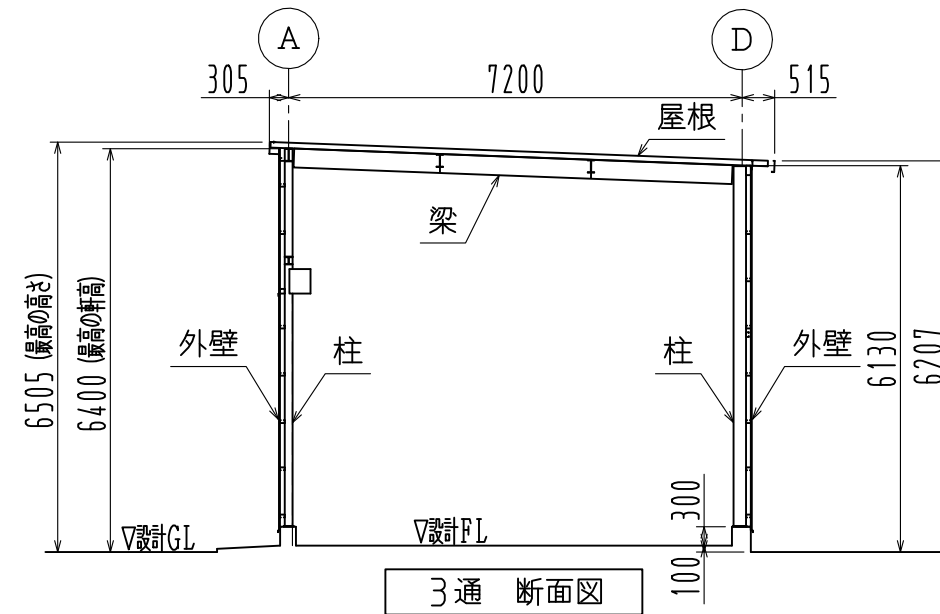 A
D
305
7200
515
屋根
梁
6505 (最高の高さ)
6400 (最高の軒高)
外壁
柱
柱
外壁
6130
6207
300
100
▽設計GL
▽設計FL
3通 断面図